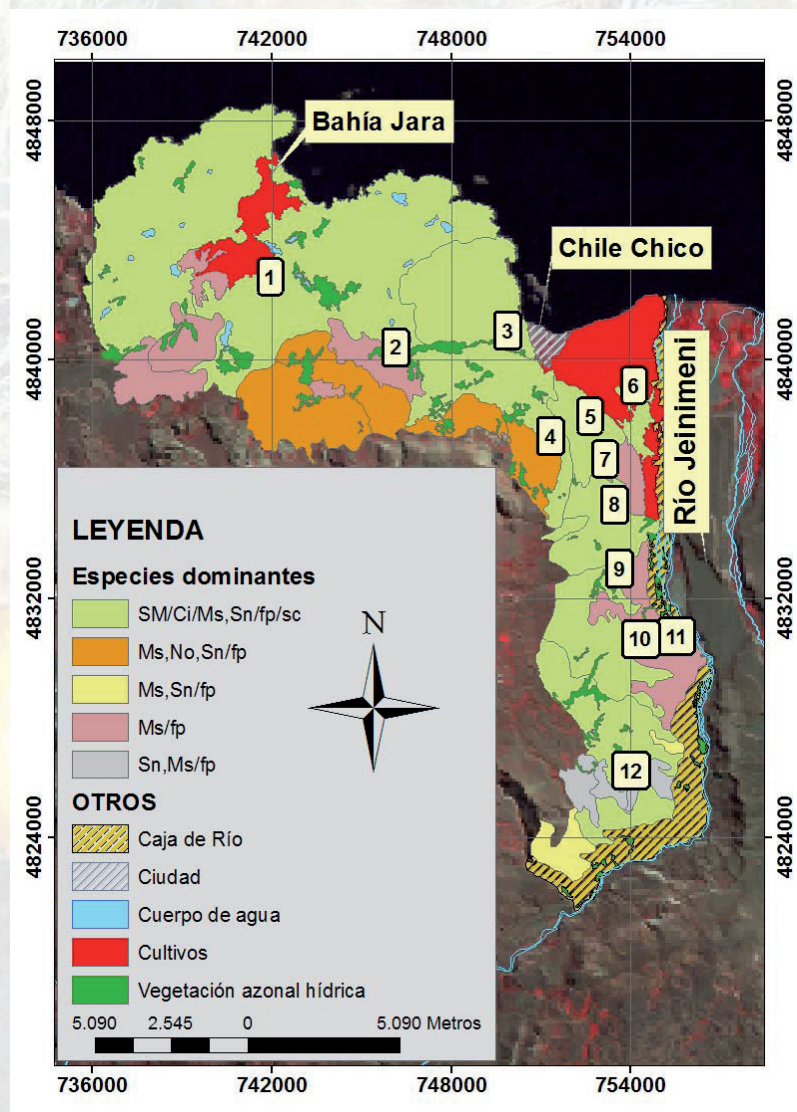 736000 742000 748000 754000
4848000 4848000
Bahía Jara
Chile Chico
1
2
3
4840000 4840000
6
5
4
7
Río Jeinimeni
8
9
4832000 4832000
10 11
12
4824000 4824000
LEYENDA
Especies dominantes
SM/Ci/Ms,Sn/fp/sc
Ms,No,Sn/fp
Ms,Sn/fp
Ms/fp
Sn,Ms/fp
N
OTROS
Caja de Río
Ciudad
Cuerpo de agua
Cultivos
Vegetación azonal hídrica
5.090 2.545 0 5.090 Metros
736000 742000 748000 754000